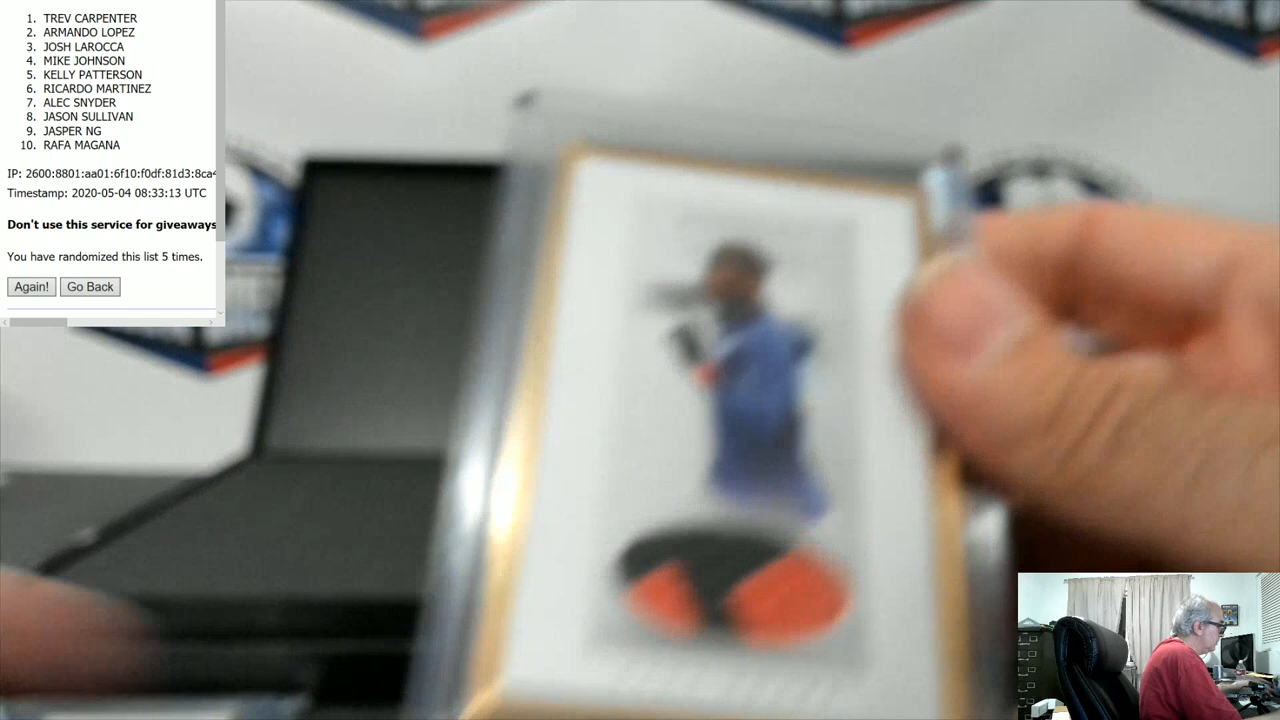 1. TREV CARPENTER
2. ARMANDO LOPEZ
3. JOSH LAROCCA
4. MIKE JOHNSON
5. KELLY PATTERSON
6. RICARDO MARTINEZ
7. ALEC SNYDER
8. JASON SULLIVAN
9. JASPER NG
10. RAFA MAGANA
IP: 2600:8801:aa01:6f10:f0df:81d3:8ca4
Timestamp: 2020-05-04 08:33:13 UTC
Don't use this service for giveaways
You have randomized this list 5 times.
Again! Go Back